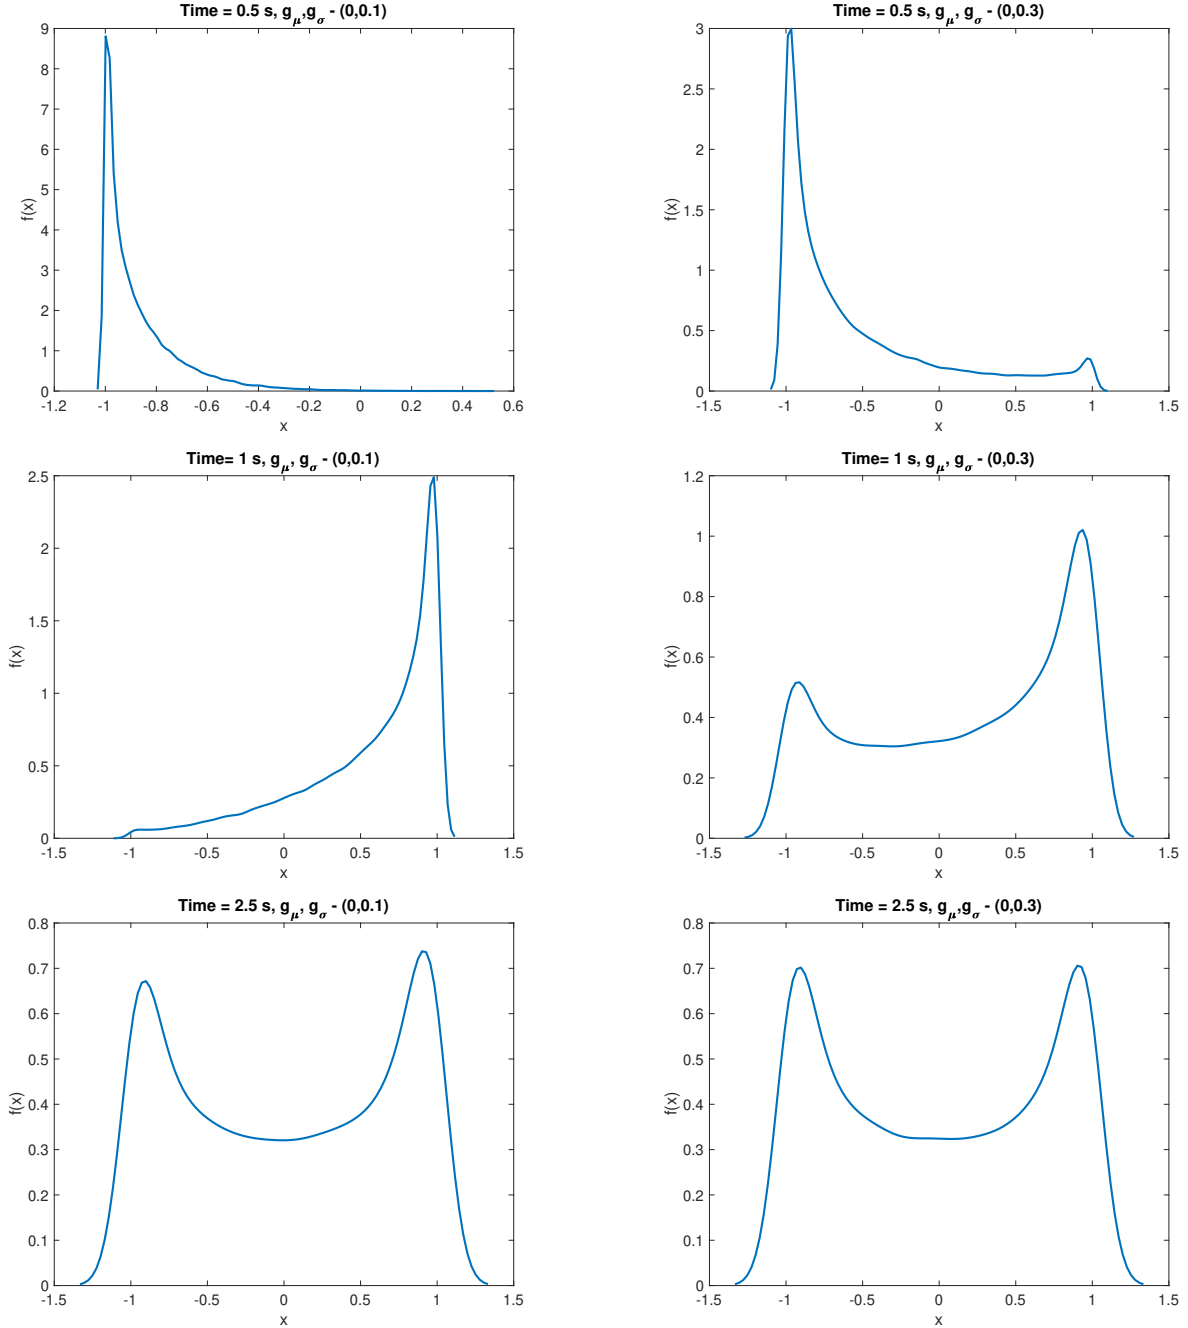 Time = 0.5 s, g_μ,g_σ - (0,0.1)
9
8
7
6
5
4
3
2
1
0
f(x)
-1.2 -1 -0.8 -0.6 -0.4 -0.2 0 0.2 0.4 0.6
x
Time = 0.5 s, g_μ, g_σ - (0,0.3)
3
2.5
2
1.5
1
0.5
0
f(x)
-1.5 -1 -0.5 0 0.5 1 1.5
x
Time= 1 s, g_μ, g_σ - (0,0.1)
2.5
2
1.5
1
0.5
0
f(x)
-1.5 -1 -0.5 0 0.5 1 1.5
x
Time= 1 s, g_μ, g_σ - (0,0.3)
1.2
1
0.8
0.6
0.4
0.2
0
f(x)
-1.5 -1 -0.5 0 0.5 1 1.5
x
Time = 2.5 s, g_μ, g_σ - (0,0.1)
0.8
0.7
0.6
0.5
0.4
0.3
0.2
0.1
0
f(x)
-1.5 -1 -0.5 0 0.5 1 1.5
x
Time = 2.5 s, g_μ,g_σ - (0,0.3)
0.8
0.7
0.6
0.5
0.4
0.3
0.2
0.1
0
f(x)
-1.5 -1 -0.5 0 0.5 1 1.5
x